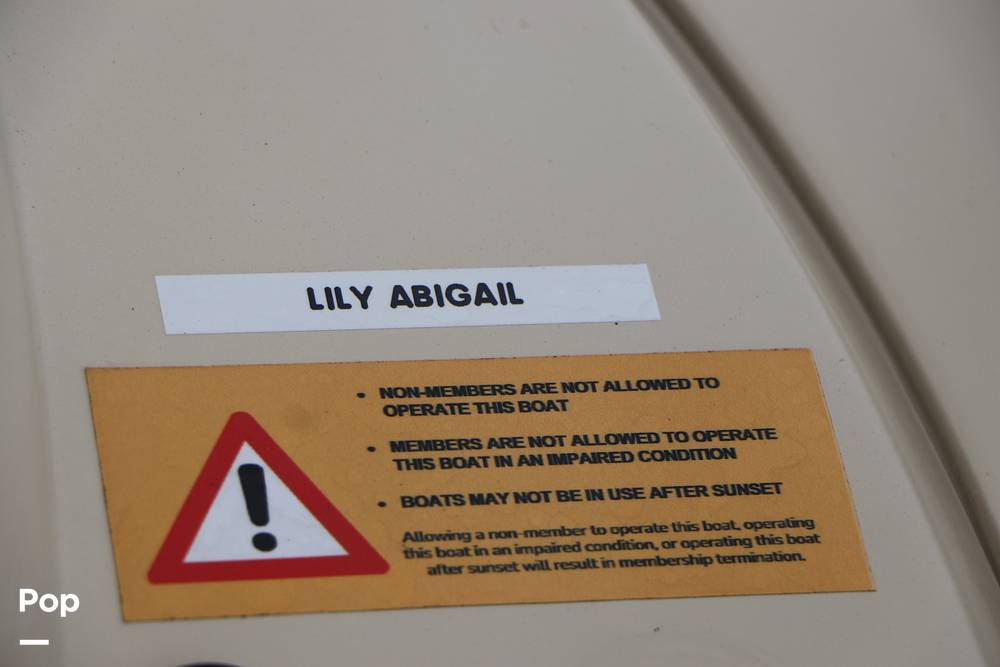 LILY ABIGAIL
• NON-MEMBERS ARE NOT ALLOWED TO
OPERATE THIS BOAT
• MEMBERS ARE NOT ALLOWED TO OPERATE
THIS BOAT IN AN IMPAIRED CONDITION
• BOATS MAY NOT BE IN USE AFTER SUNSET
Allowing a non-member to operate this boat, operating
this boat in an impaired condition, or operating this boat
after sunset will result in membership termination.
!
Pop